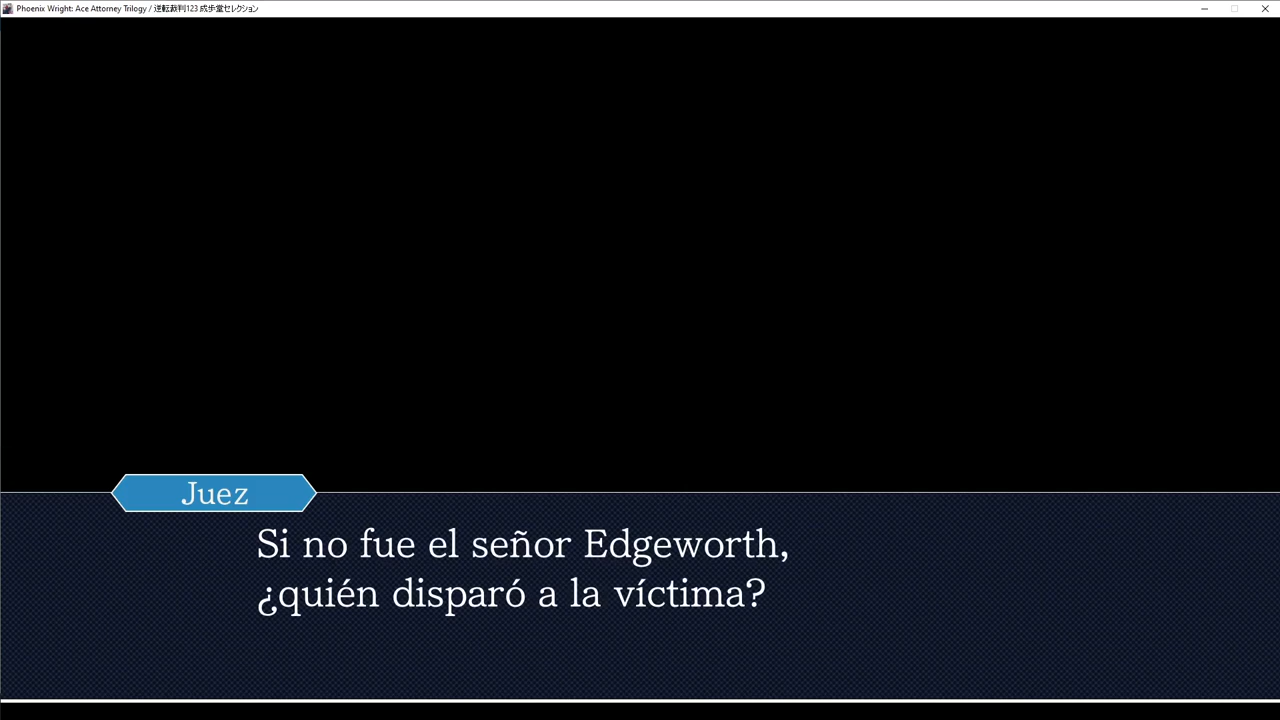 Phoenix Wright: Ace Attorney Trilogy / 逆転裁判123 成歩堂セレクション
Juez
Si no fue el señor Edgeworth,
¿quién disparó a la víctima?